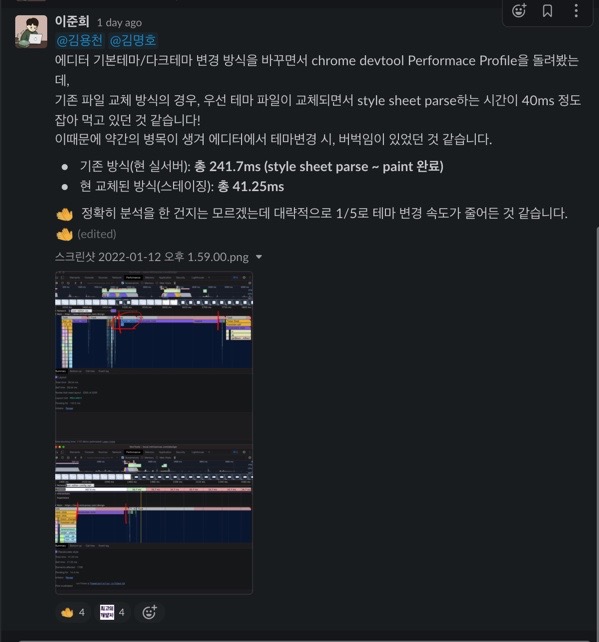 이준희 1 day ago
@김용천 @김명호
에디터 기본테마/다크테마 변경 방식을 바꾸면서 chrome devtool Performace Profile을 돌려봤는
데,
기존 파일 교체 방식의 경우, 우선 테마 파일이 교체되면서 style sheet parse하는 시간이 40ms 정도
잡아 먹고 있던 것 같습니다!
이때문에 약간의 병목이 생겨 에디터에서 테마변경 시, 버벅임이 있었던 것 같습니다.
• 기존 방식(현 실서버): 총 241.7ms (style sheet parse ~ paint 완료)
• 현 교체된 방식(스테이징): 총 41.25ms
정확히 분석을 한 건지는 모르겠는데 대략적으로 1/5로 테마 변경 속도가 줄어든 것 같습니다.
(edited)
스크린샷 2022-01-12 오후 1.59.00.png
4 4